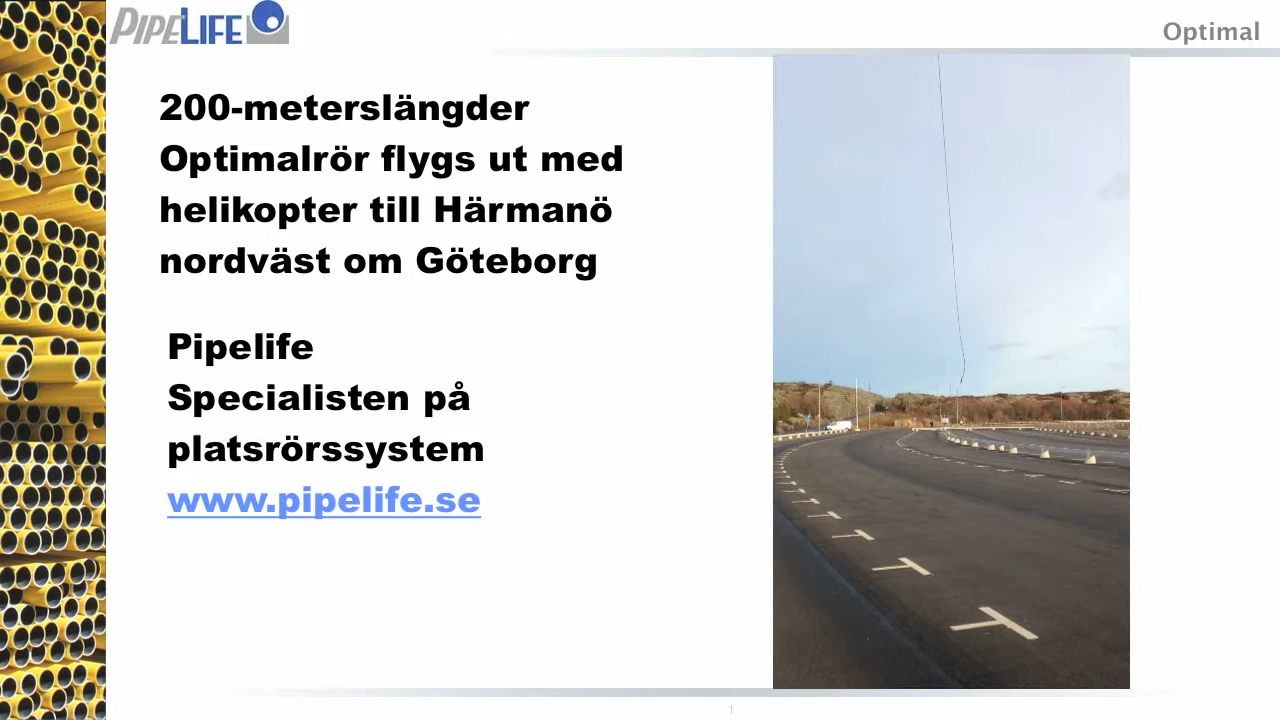 PIPELIFE
Optimal
200-meterslängder
Optimalrör flygs ut med
helikopter till Härmanö
nordväst om Göteborg
Pipelife
Specialisten på
platsrörssystem
www.pipelife.se
1